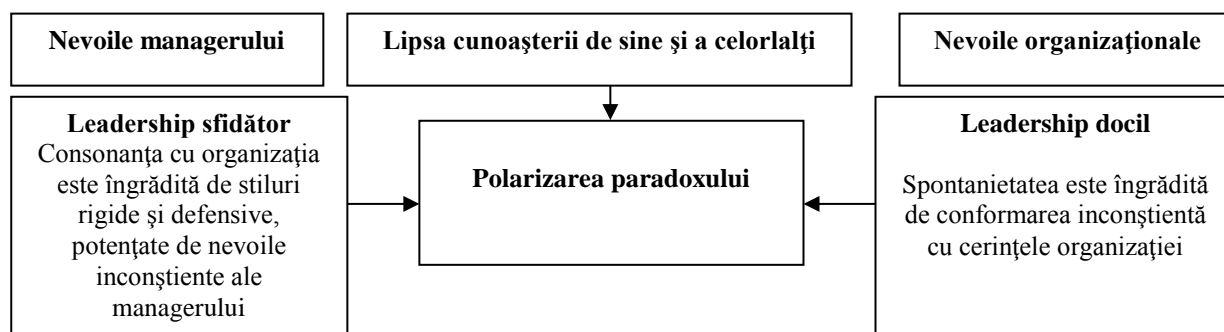 Nevoile managerului
Lipsa cunoaşterii de sine şi a celorlalţi
Nevoile organizaţionale
Leadership sfidător
Consonanţa cu organizaţia
este îngrădită de stiluri
rigide şi defensive,
potenţate de nevoile
inconştiente ale
managerului
Polarizarea paradoxului
Leadership docil
Spontanietatea este îngrădită
de conformarea inconştientă
cu cerinţele organizaţiei